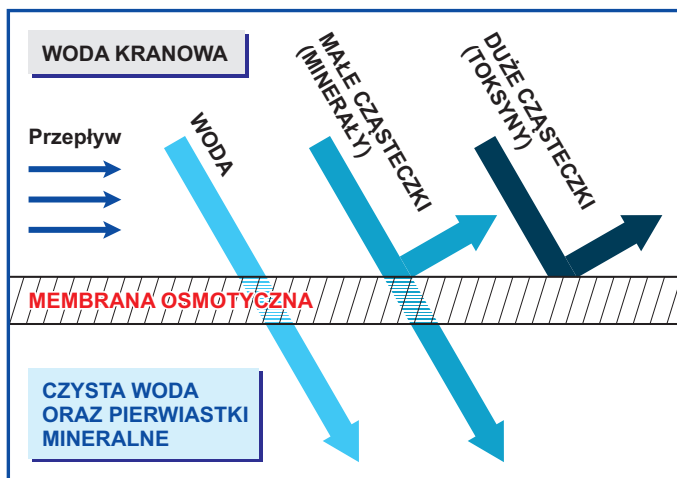 WODA KRANOWA
Przepływ
WODA
MAŁE CZĄSTECZKI
(MINERAŁY)
DUŻE CZĄSTECZKI
(TOKSYNY)
MEMBRANA OSMOTYCZNA
CZYSTA WODA
ORAZ PIERWIASTKI
MINERALNE